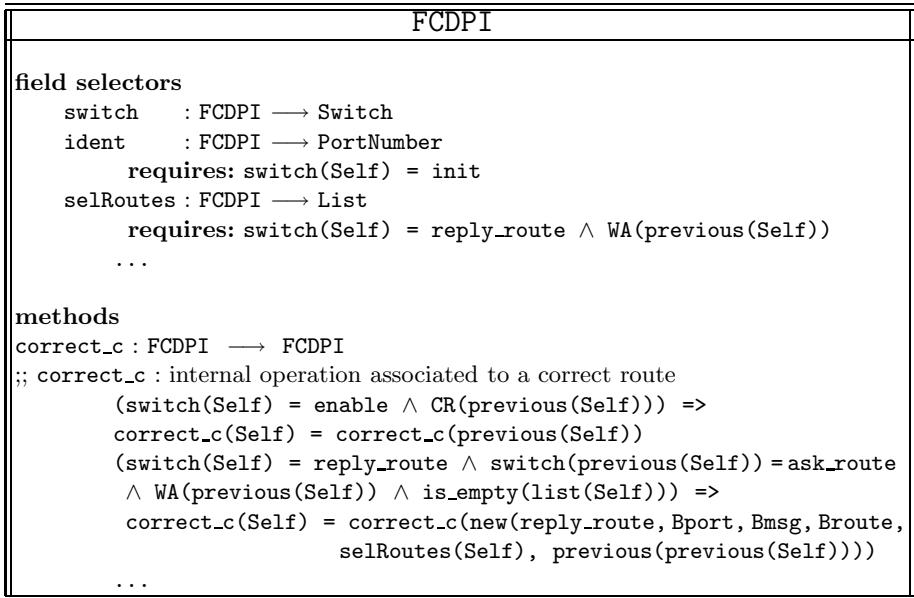 FCDPI
field selectors
switch : FCDPI ⟶ Switch
ident : FCDPI ⟶ PortNumber
requires: switch(Self) = init
selRoutes : FCDPI ⟶ List
requires: switch(Self) = reply_route ∧ WA(previous(Self))
...
methods
correct_c : FCDPI ⟶ FCDPI
;; correct_c : internal operation associated to a correct route
(switch(Self) = enable ∧ CR(previous(Self))) =>
correct_c(Self) = correct_c(previous(Self))
(switch(Self) = reply_route ∧ switch(previous(Self)) = ask_route
∧ WA(previous(Self)) ∧ is_empty(list(Self))) =>
correct_c(Self) = correct_c(new(reply_route, Bport, Bmsg, Broute,
selRoutes(Self), previous(previous(Self))))
...